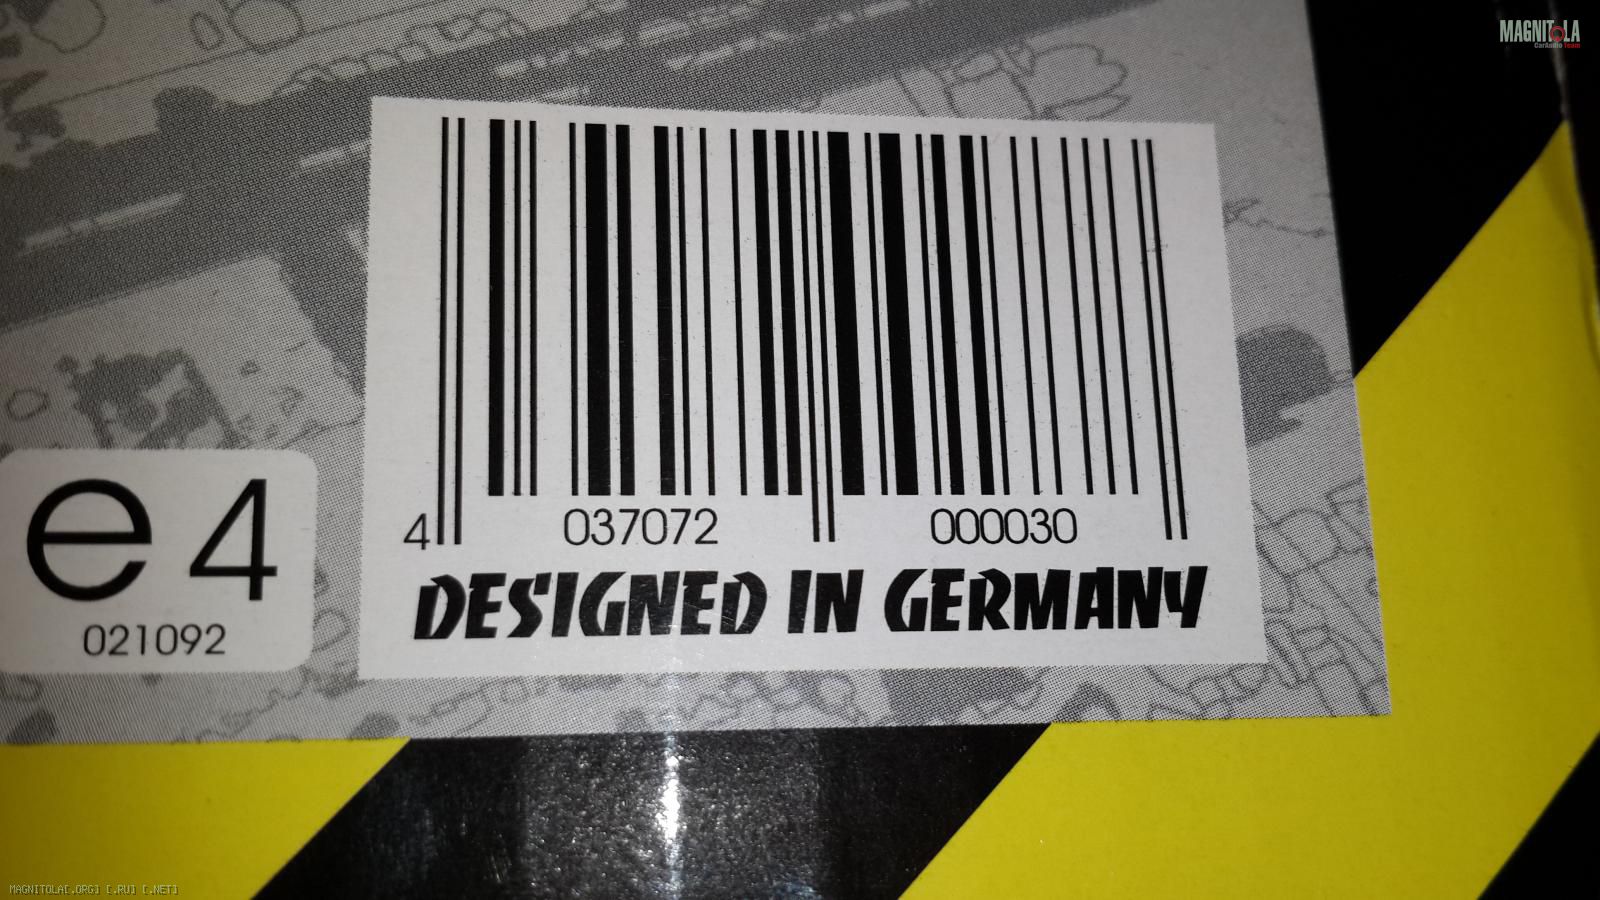 MAGNITOLA
CarAudio Team
4 037072 000030
DESIGNED IN GERMANY
e4
021092
MAGNITOLA[.ORG] [.RU] [.NET]